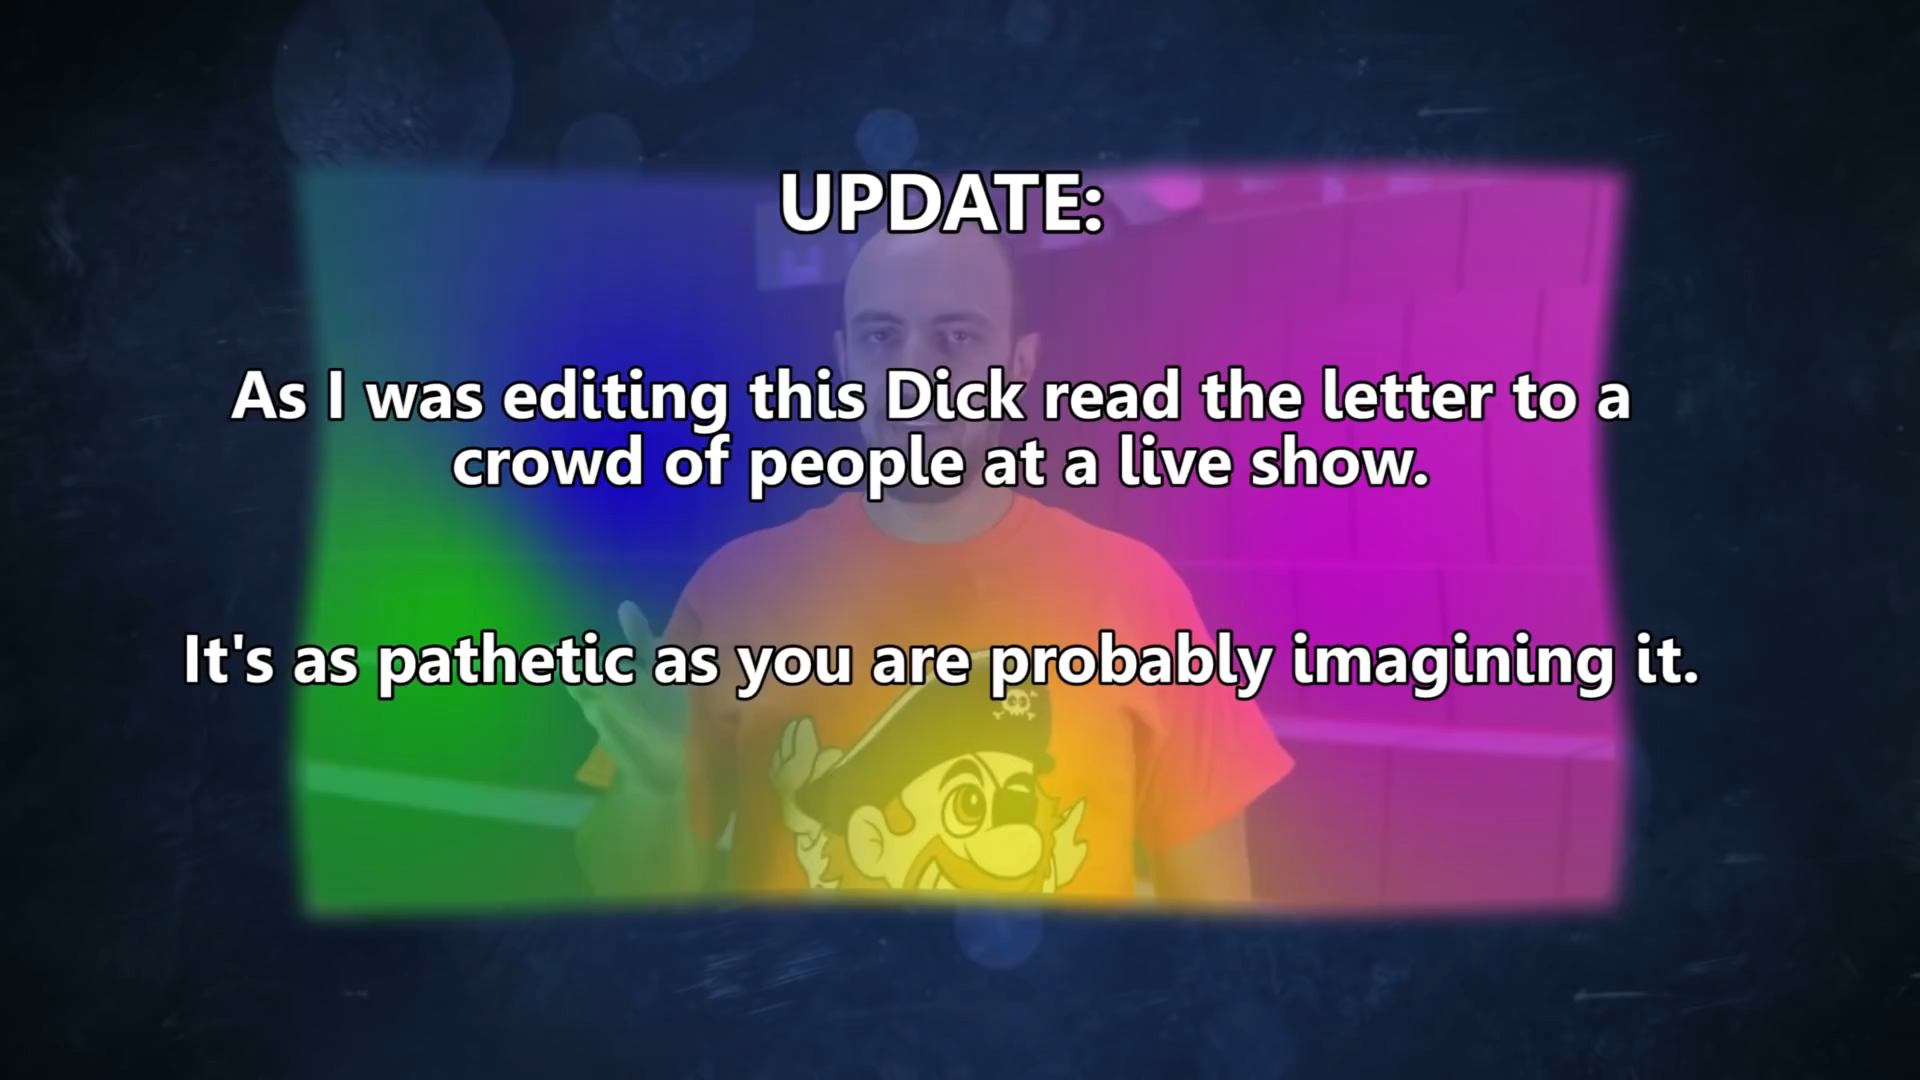 UPDATE:
As I was editing this Dick read the letter to a
crowd of people at a live show.
It's as pathetic as you are probably imagining it.